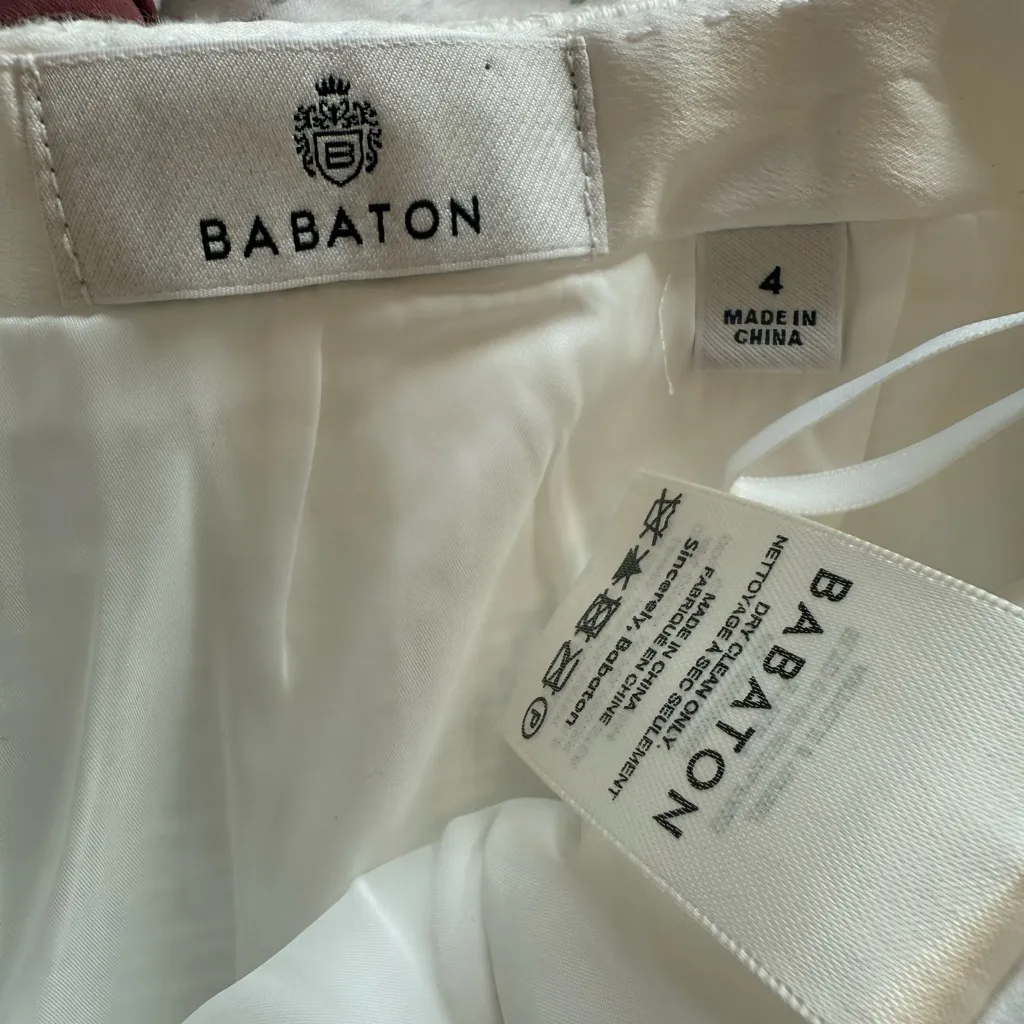 B
BABATON
4
MADE IN
CHINA
BABATON
DRY CLEAN ONLY.
NETTOYAGE A SEC SEULEMENT
MADE IN CHINA
FABRIQUÉ EN CHINE
Sincerely, Babaton
P